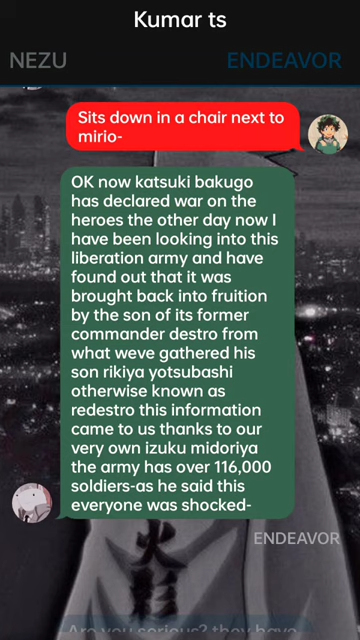 Kumar ts
NEZU
ENDEAVOR
Sits down in a chair next to
mirio-
OK now katsuki bakugo
has declared war on the
heroes the other day now I
have been looking into this
liberation army and have
found out that it was
brought back into fruition
by the son of its former
commander destro from
what weve gathered his
son rikiya yotsubashi
otherwise known as
redestro this information
came to us thanks to our
very own izuku midoriya
the army has over 116,000
soldiers-as he said this
everyone was shocked-
ENDEAVOR
Are you serious? they have